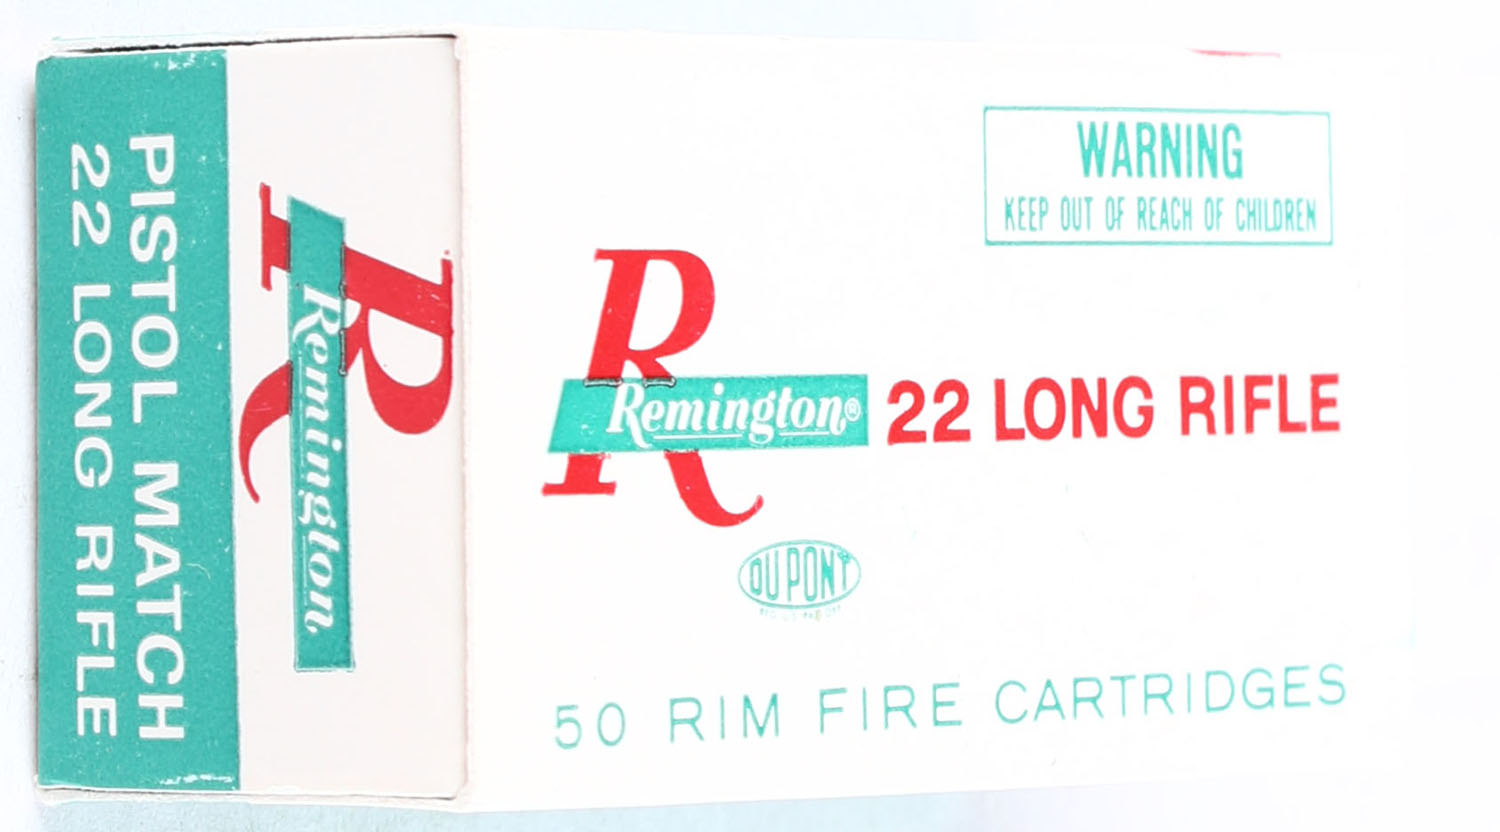 PISTOL MATCH
22 LONG RIFLE
R
Remington
WARNING
KEEP OUT OF REACH OF CHILDREN
R
Remington®
22 LONG RIFLE
DU PONT
50 RIM FIRE CARTRIDGES